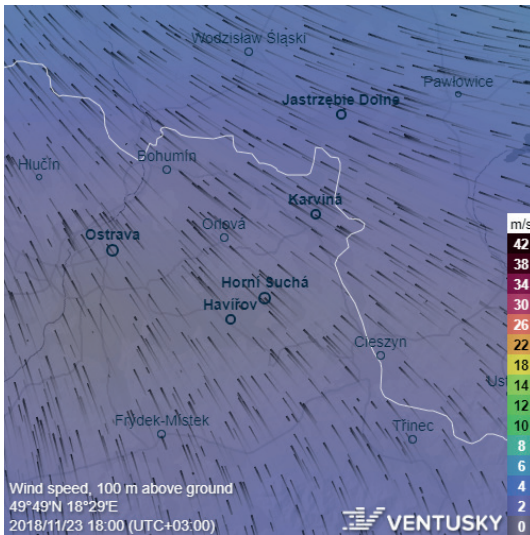 Wodzisław Śląski
Pawłowice
Jastrzębie Dolne
Hlučín
Bohumín
Karviná
Orlová
Ostrava
m/s
42
38
34
30
26
22
18
14
12
10
8
6
4
2
0
Horní Suchá
Havířov
Cieszyn
Ust
Frýdek-Místek
Třinec
Wind speed, 100 m above ground
49°49'N 18°29'E
2018/11/23 18:00 (UTC+03:00)
VENTUSKY